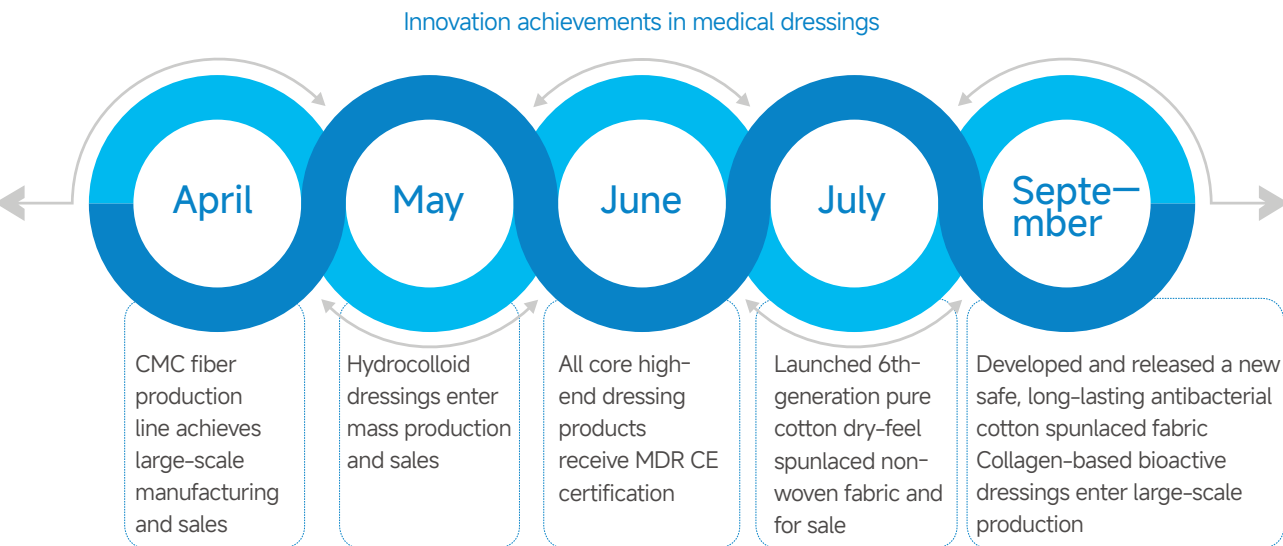 Innovation achievements in medical dressings
April
May
June
July
Septe–
mber
CMC fiber
production
line achieves
large-scale
manufacturing
and sales
Hydrocolloid
dressings enter
mass production
and sales
All core high-
end dressing
products
receive MDR CE
certification
Launched 6th-
generation pure
cotton dry-feel
spunlaced non-
woven fabric and
for sale
Developed and released a new
safe, long-lasting antibacterial
cotton spunlaced fabric
Collagen-based bioactive
dressings enter large-scale
production